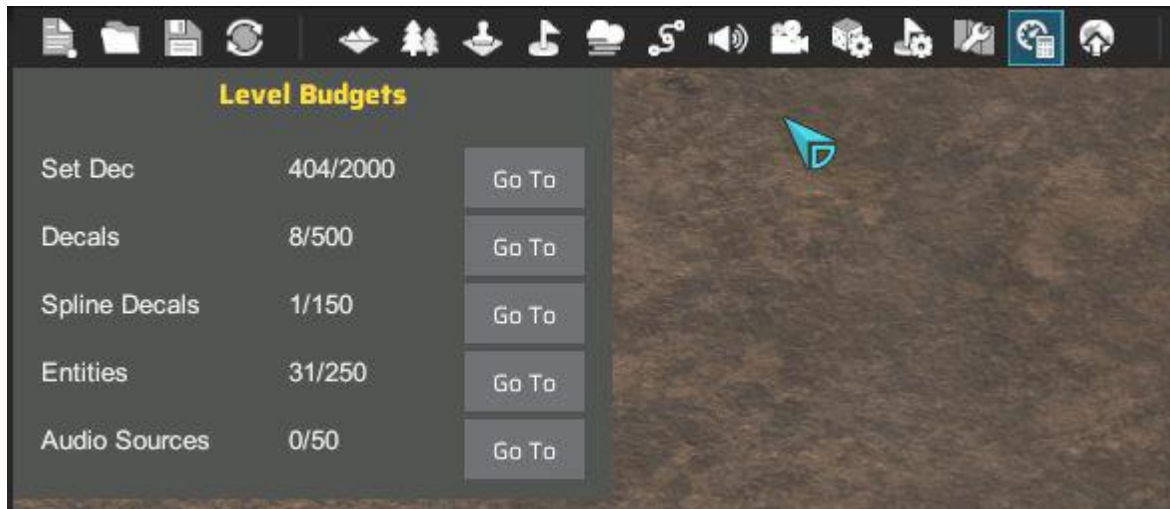 Level Budgets
Set Dec 404/2000 Go To
Decals 8/500 Go To
Spline Decals 1/150 Go To
Entities 31/250 Go To
Audio Sources 0/50 Go To